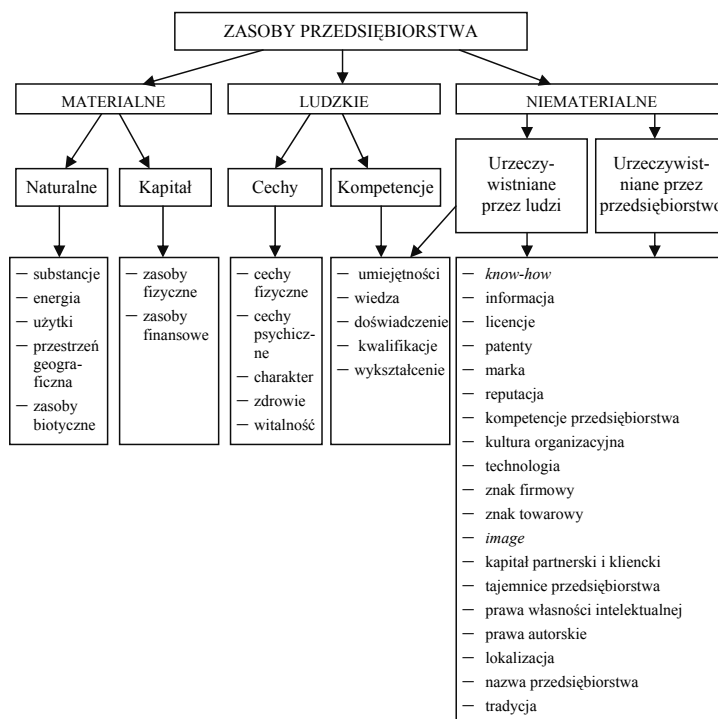 ZASOBY PRZEDSIĘBIORSTWA
MATERIALNE
LUDZKIE
NIEMATERIALNE
Naturalne
Kapitał
Cechy
Kompetencje
Urzeczy-
wistniane
przez ludzi
Urzeczywist-
niane przez
przedsiębiorstwo
— substancje
— energia
— użytki
— przestrzeń
geogra-
ficzna
— zasoby
biotyczne
— zasoby
fizyczne
— zasoby
finansowe
— cechy
fizyczne
— cechy
psychicz-
ne
— charakter
— zdrowie
— witalność
— umiejętności
— wiedza
— doświadczenie
— kwalifikacje
— wykształcenie
— know-how
— informacja
— licencje
— patenty
— marka
— reputacja
— kompetencje przedsiębiorstwa
— kultura organizacyjna
— technologia
— znak firmowy
— znak towarowy
— image
— kapitał partnerski i kliencki
— tajemnice przedsiębiorstwa
— prawa własności intelektualnej
— prawa autorskie
— lokalizacja
— nazwa przedsiębiorstwa
— tradycja